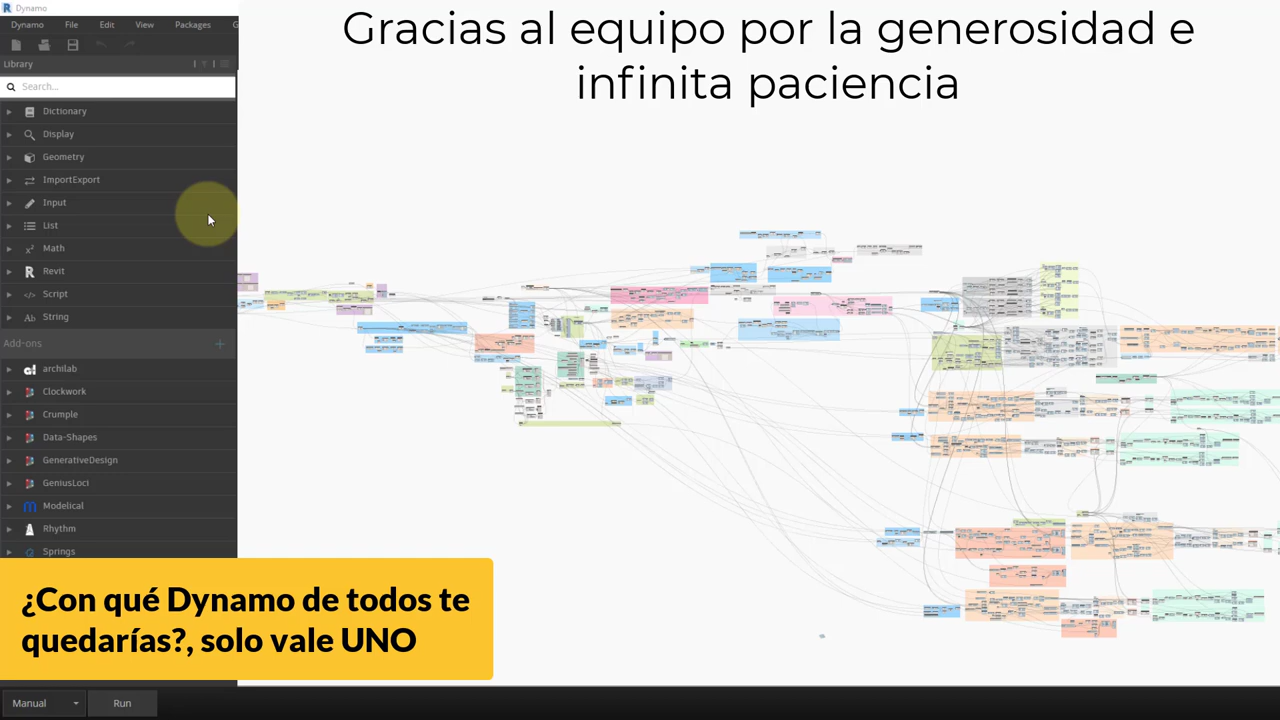 Dynamo
Dynamo File Edit View Packages G
Gracias al equipo por la generosidad e
infinita paciencia
Library
Search...
Dictionary
Display
Geometry
ImportExport
Input
List
Math
Revit
Script
String
Add-ons
archilab
Clockwork
Crumple
Data-Shapes
GenerativeDesign
GeniusLoci
Modelical
Rhythm
Springs
¿Con qué Dynamo de todos te
quedarías?, solo vale UNO
Manual Run